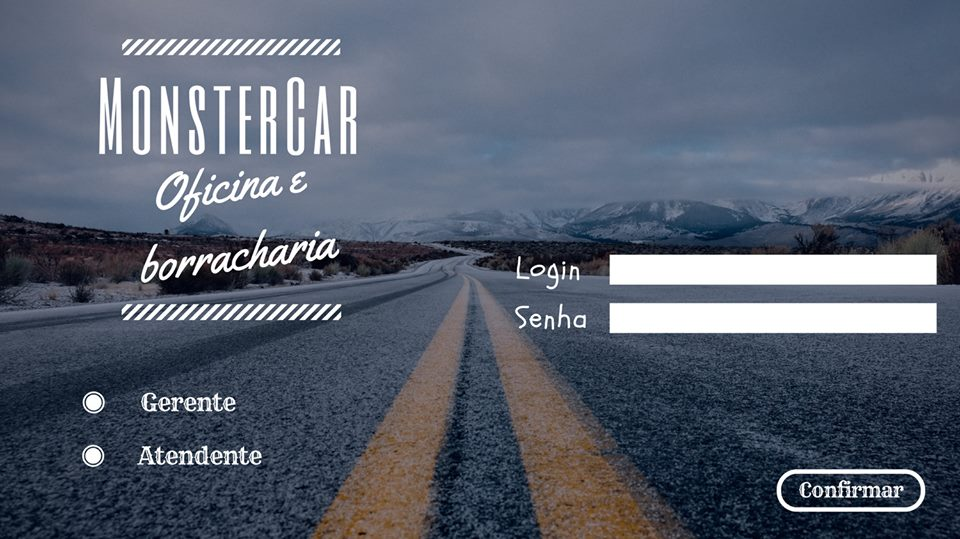 MonsterCar
Oficina e
borracharia
Login
Senha
Gerente
Atendente
Confirmar